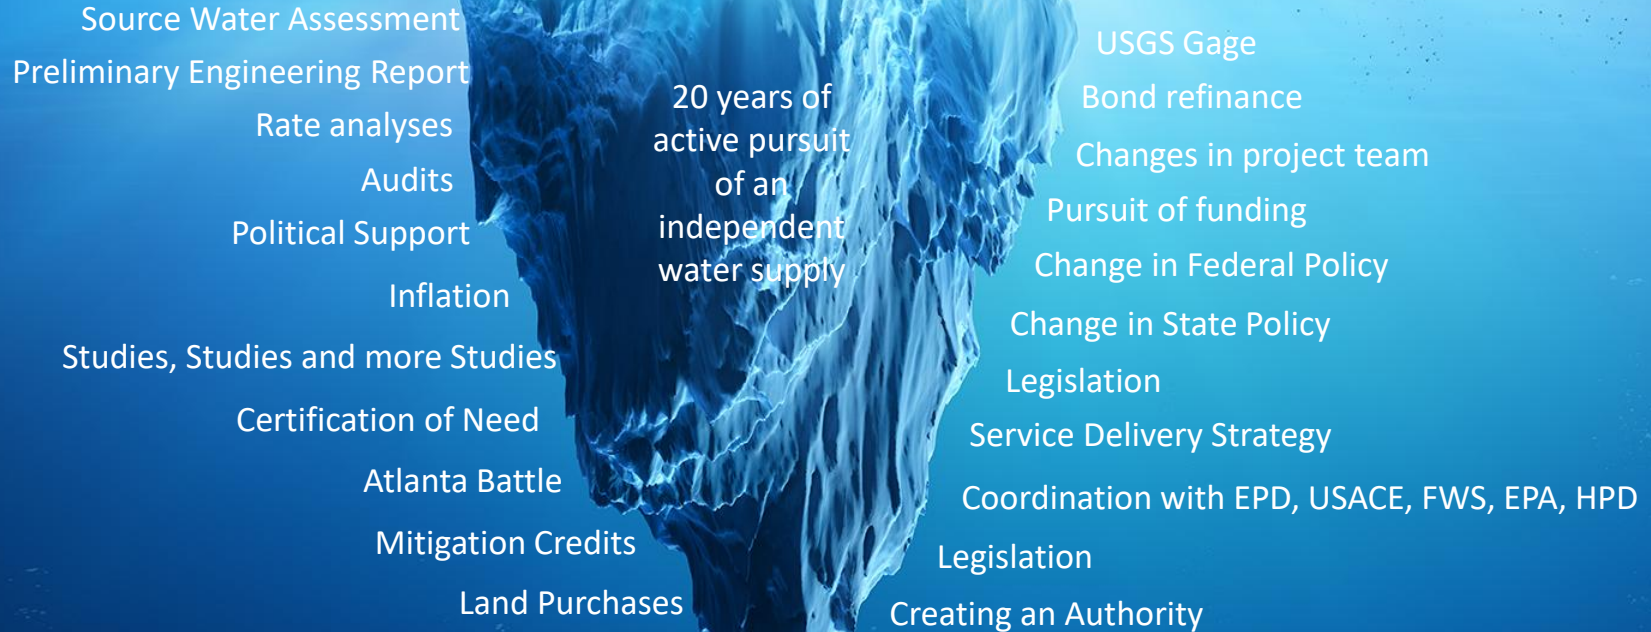 Source Water Assessment
Preliminary Engineering Report
Rate analyses
Audits
Political Support
Inflation
Studies, Studies and more Studies
Certification of Need
Atlanta Battle
Mitigation Credits
Land Purchases
20 years of
active pursuit
of an
independent
water supply
USGS Gage
Bond refinance
Changes in project team
Pursuit of funding
Change in Federal Policy
Change in State Policy
Legislation
Service Delivery Strategy
Coordination with EPD, USACE, FWS, EPA, HPD
Legislation
Creating an Authority